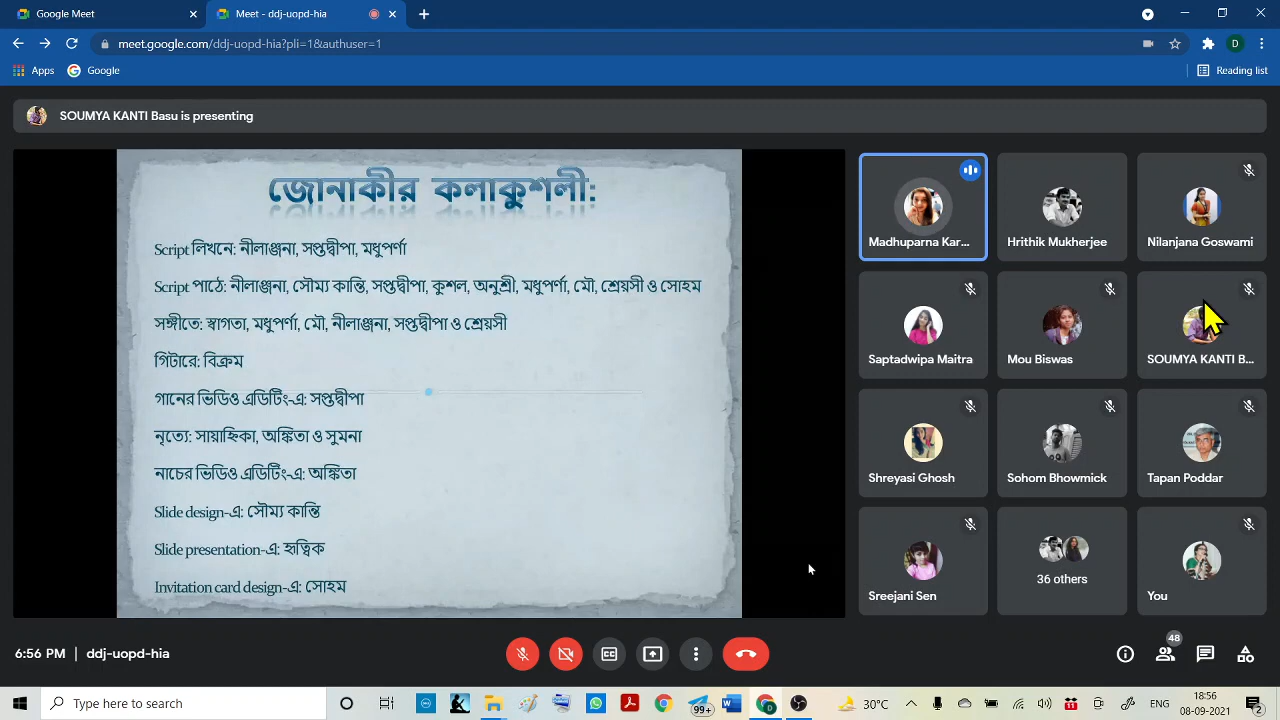 Google Meet
Meet - ddj-uopd-hia
meet.google.com/ddj-uopd-hia?pli=1&authuser=1
D
Apps
Google
Reading list
SOUMYA KANTI Basu is presenting
জোনাকীর কলাকুশলী:
Script লিখনে: নীলাঞ্জনা, সপ্তদ্বীপা, মধুপর্ণা
Script পাঠে: নীলাঞ্জনা, সৌম্য কান্তি, সপ্তদ্বীপা, কুশল, অনুশ্রী, মধুপর্ণা, মৌ, শ্রেয়সী ও সোহম
সঙ্গীতে: স্বাগতা, মধুপর্ণা, মৌ, নীলাঞ্জনা, সপ্তদ্বীপা ও শ্রেয়সী
গিটারে: বিক্রম
গানের ভিডিও এডিটিং-এ: সপ্তদ্বীপা
নৃত্যে: সায়াহ্নিকা, অঙ্কিতা ও সুমনা
নাচের ভিডিও এডিটিং-এ: অঙ্কিতা
Slide design-এ: সৌম্য কান্তি
Slide presentation-এ: হৃত্বিক
Invitation card design-এ: সোহম
Madhuparna Kar...
Hrithik Mukherjee
Nilanjana Goswami
Saptadwipa Maitra
Mou Biswas
SOUMYA KANTI B...
Shreyasi Ghosh
Sohom Bhowmick
Tapan Poddar
Sreejani Sen
36 others
You
6:56 PM | ddj-uopd-hia
48
Type here to search
99+
30°C
ENG
18:56
08-09-2021
2